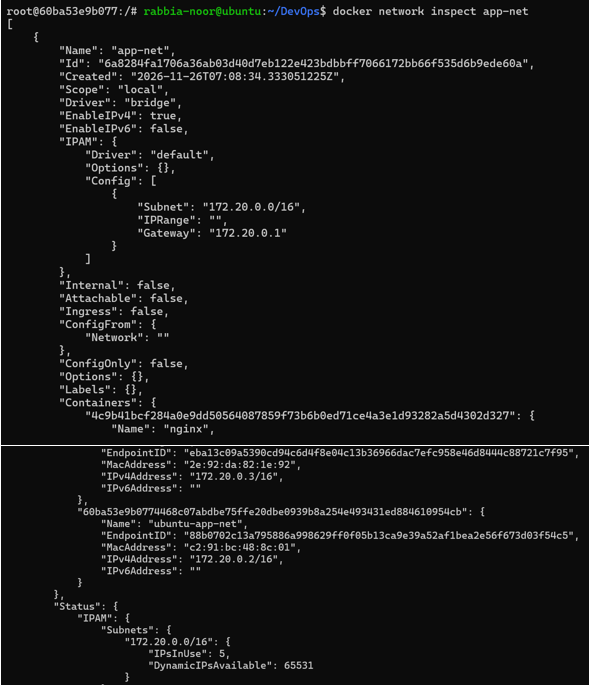 root@60ba53e9b077:/# rabbia-noor@ubuntu:~/DevOps$ docker network inspect app-net
[
    {
        "Name": "app-net",
        "Id": "6a8284fa1706a36ab03d40d7eb122e423bdbbff7066172bb66f535d6b9ede60a",
        "Created": "2026-11-26T07:08:34.333051225Z",
        "Scope": "local",
        "Driver": "bridge",
        "EnableIPv4": true,
        "EnableIPv6": false,
        "IPAM": {
            "Driver": "default",
            "Options": {},
            "Config": [
                {
                    "Subnet": "172.20.0.0/16",
                    "IPRange": "",
                    "Gateway": "172.20.0.1"
                }
            ]
        },
        "Internal": false,
        "Attachable": false,
        "Ingress": false,
        "ConfigFrom": {
            "Network": ""
        },
        "ConfigOnly": false,
        "Options": {},
        "Labels": {},
        "Containers": {
            "4c9b41bcf284a0e9dd50564087859f73b6b0ed71ce4a3e1d93282a5d4302d327": {
                "Name": "nginx",
                "EndpointID": "eba13c09a5390cd94c6d4f8e04c13b36966dac7efc958e46d8444c88721c7f95",
                "MacAddress": "2e:92:da:82:1e:92",
                "IPv4Address": "172.20.0.3/16",
                "IPv6Address": ""
            },
            "60ba53e9b0774468c07abdbe75ffe20dbe0939b8a254e493431ed884610954cb": {
                "Name": "ubuntu-app-net",
                "EndpointID": "88b0702c13a795886a998629ff0f05b13ca9e39a52af1bea2e56f673d03f54c5",
                "MacAddress": "c2:91:bc:48:8c:01",
                "IPv4Address": "172.20.0.2/16",
                "IPv6Address": ""
            }
        },
        "Status": {
            "IPAM": {
                "Subnets": {
                    "172.20.0.0/16": {
                        "IPsInUse": 5,
                        "DynamicIPsAvailable": 65531
                    }